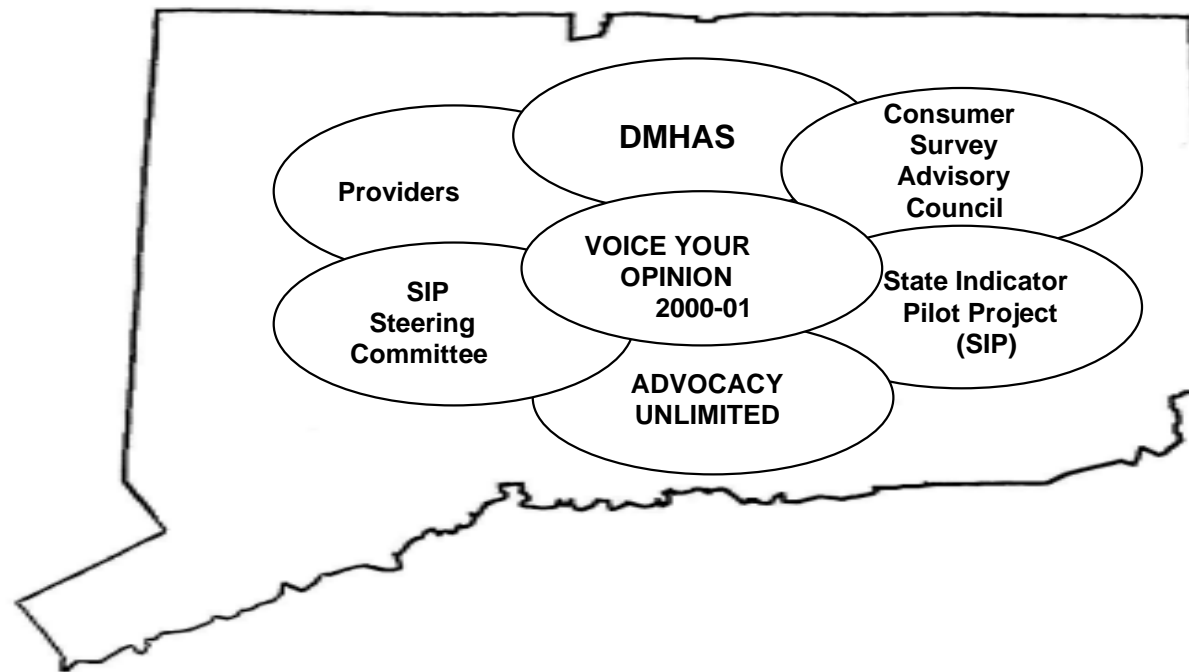 DMHAS
Consumer
Survey
Advisory
Council
Providers
VOICE YOUR
OPINION
2000-01
SIP
Steering
Committee
State Indicator
Pilot Project
(SIP)
ADVOCACY
UNLIMITED